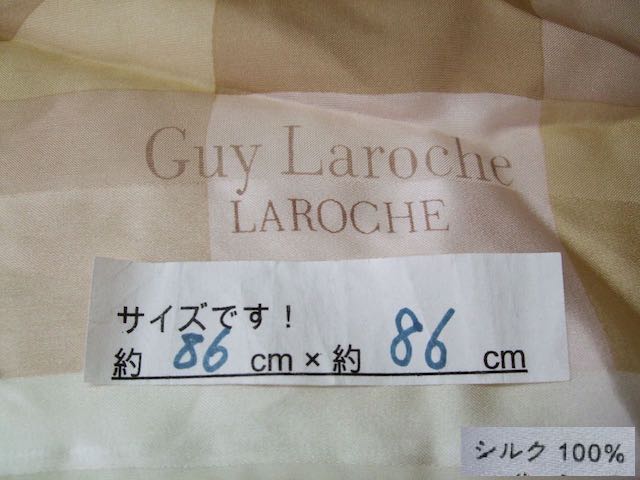 Guy Laroche
LAROCHE
サイズです!
約 86 cm × 約 86 cm
シルク 100%